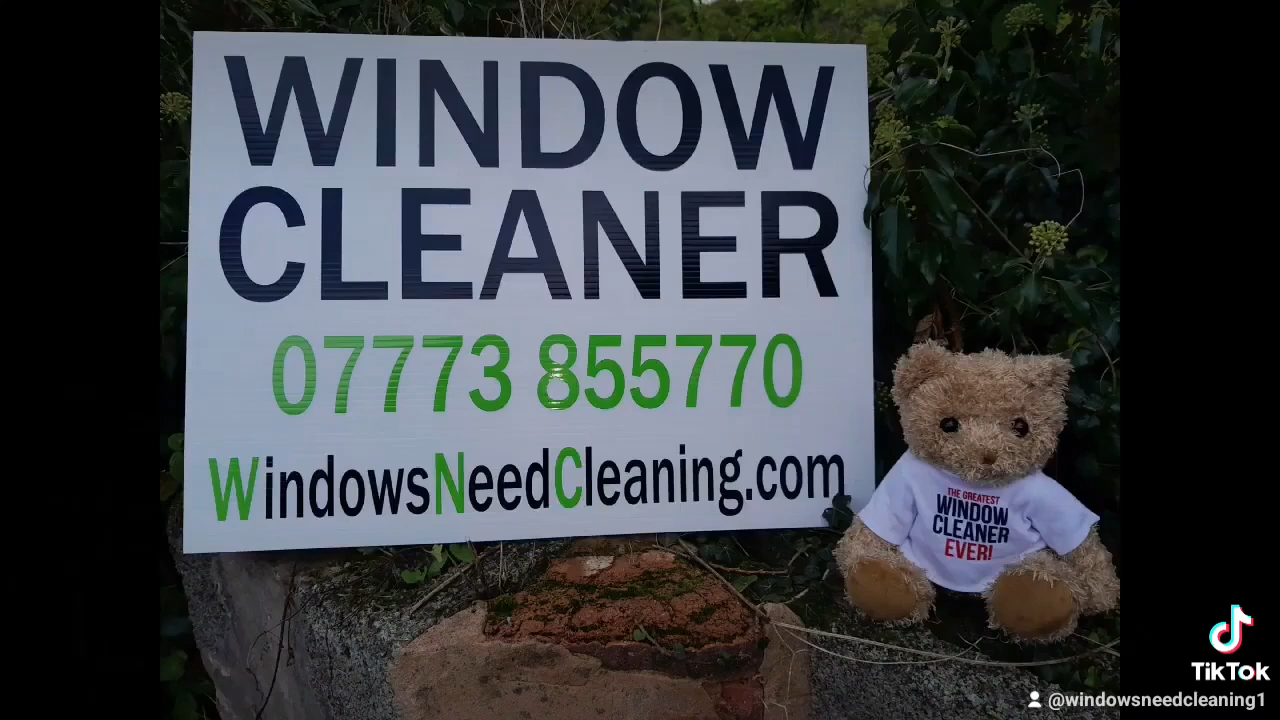 WINDOW
CLEANER
07773 855770
WindowsNeedCleaning.com
THE GREATEST
WINDOW
CLEANER
EVER!
TikTok
@windowsneedcleaning1